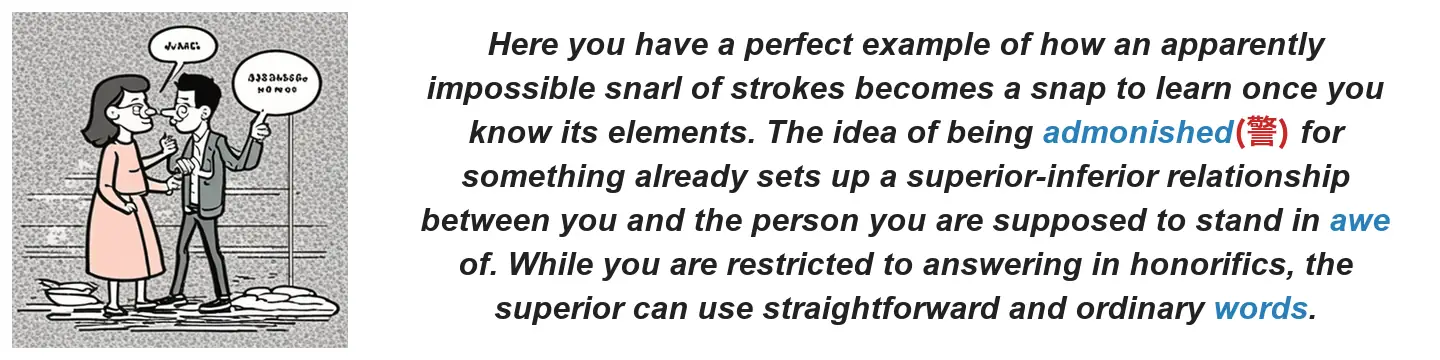 Here you have a perfect example of how an apparently
impossible snarl of strokes becomes a snap to learn once you
know its elements. The idea of being admonished(警) for
something already sets up a superior-inferior relationship
between you and the person you are supposed to stand in awe
of. While you are restricted to answering in honorifics, the
superior can use straightforward and ordinary words.